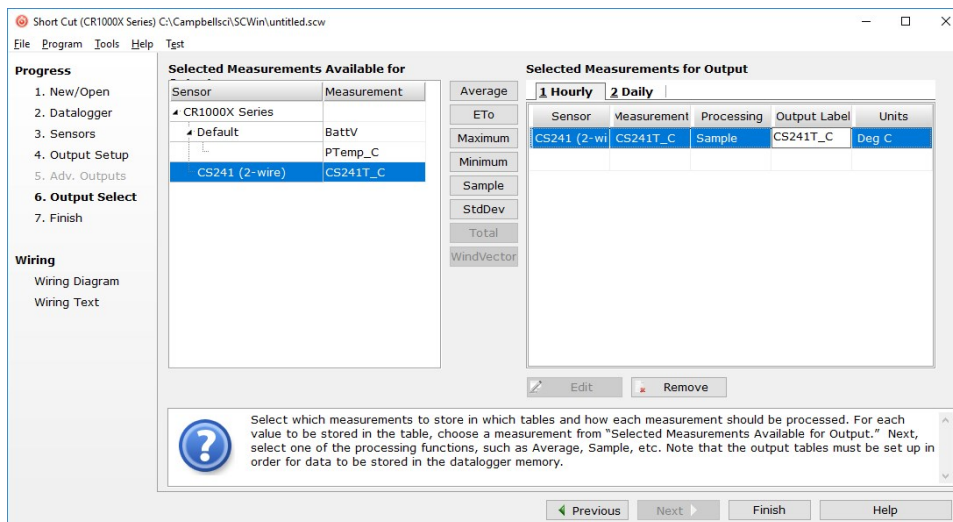 Short Cut (CR1000X Series) C:\Campbellsci\SCWin\untitled.scw
File Program Tools Help Test
Progress
1. New/Open
2. Datalogger
3. Sensors
4. Output Setup
5. Adv. Outputs
6. Output Select
7. Finish
Wiring
Wiring Diagram
Wiring Text
Selected Measurements Available for
Sensor Measurement
CR1000X Series
Default BattV
PTemp_C
CS241 (2-wire) CS241T_C
Average
ETo
Maximum
Minimum
Sample
StdDev
Total
WindVector
Selected Measurements for Output
1 Hourly 2 Daily
Sensor Measurement Processing Output Label Units
CS241 (2-wi CS241T_C Sample CS241T_C Deg C
Edit Remove
Select which measurements to store in which tables and how each measurement should be processed. For each
value to be stored in the table, choose a measurement from “Selected Measurements Available for Output.” Next,
select one of the processing functions, such as Average, Sample, etc. Note that the output tables must be set up in
order for data to be stored in the datalogger memory.
Previous Next Finish Help